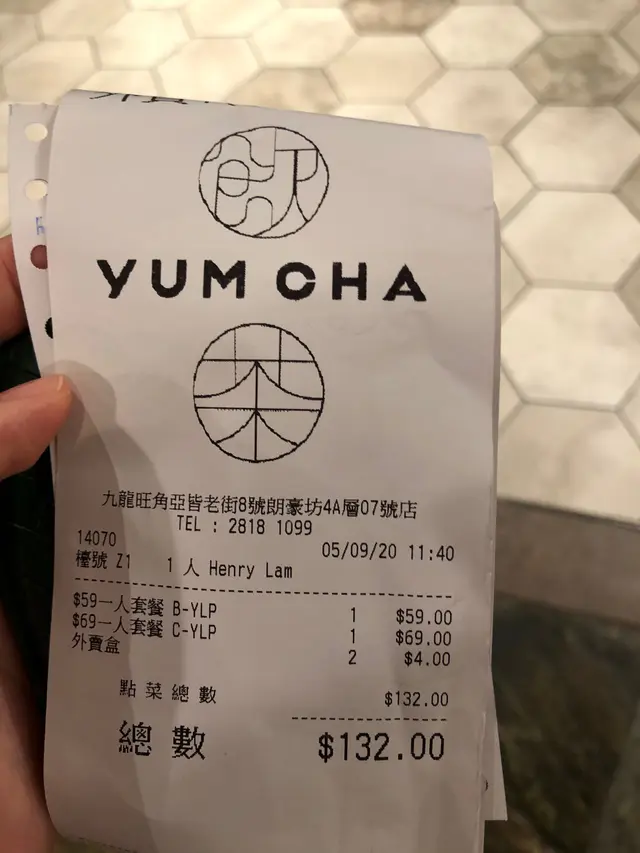 飲
YUM CHA
茶
九龍旺角亞皆老街8號朗豪坊4A層07號店
TEL : 2818 1099
14070 05/09/20 11:40
檯號 Z1 1 人 Henry Lam
$59一人套餐 B-YLP 1 $59.00
$69一人套餐 C-YLP 1 $69.00
外賣盒 2 $4.00
點菜總數 $132.00
總數 $132.00